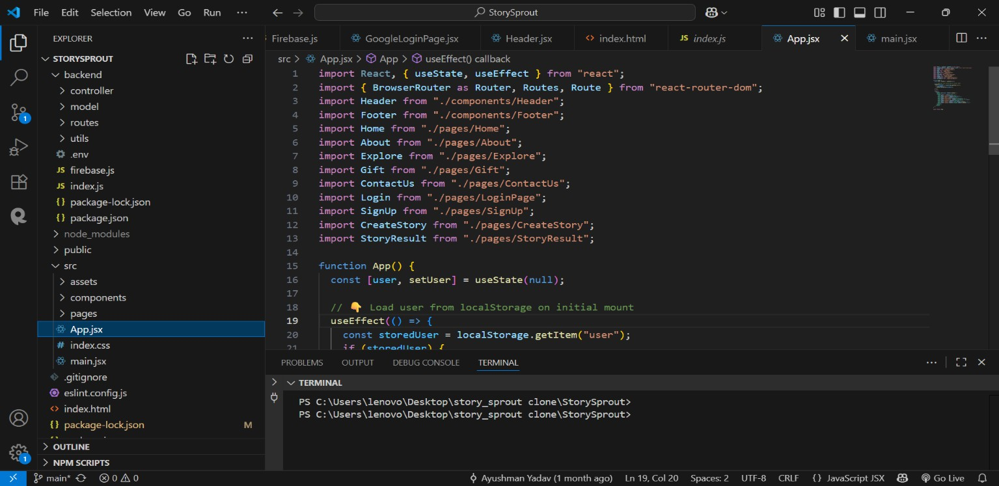 File Edit Selection View Go Run ··· StorySprout
EXPLORER ···
STORYSPROUT
backend
controller
model
routes
utils
.env
JS firebase.js
JS index.js
{} package-lock.json
{} package.json
node_modules
public
src
assets
components
pages
App.jsx
# index.css
main.jsx
.gitignore
eslint.config.js
<> index.html
{} package-lock.json M
OUTLINE
NPM SCRIPTS
1
1
Firebase.js GoogleLoginPage.jsx Header.jsx <> index.html JS index.js App.jsx main.jsx ···
src > App.jsx > App > useEffect() callback
1 import React, { useState, useEffect } from "react";
2 import { BrowserRouter as Router, Routes, Route } from "react-router-dom";
3 import Header from "./components/Header";
4 import Footer from "./components/Footer";
5 import Home from "./pages/Home";
6 import About from "./pages/About";
7 import Explore from "./pages/Explore";
8 import Gift from "./pages/Gift";
9 import ContactUs from "./pages/ContactUs";
10 import Login from "./pages/LoginPage";
11 import SignUp from "./pages/SignUp";
12 import CreateStory from "./pages/CreateStory";
13 import StoryResult from "./pages/StoryResult";
14
15 function App() {
16 const [user, setUser] = useState(null);
17
18 // 👇 Load user from localStorage on initial mount
19 useEffect(() => {
20 const storedUser = localStorage.getItem("user");
21 if (storedUser) {
PROBLEMS OUTPUT DEBUG CONSOLE TERMINAL ···
TERMINAL
PS C:\Users\lenovo\Desktop\story_sprout clone\StorySprout>
PS C:\Users\lenovo\Desktop\story_sprout clone\StorySprout>
main* 0 0 Ayushman Yadav (1 month ago) Ln 19, Col 20 Spaces: 2 UTF-8 CRLF {} JavaScript JSX Go Live